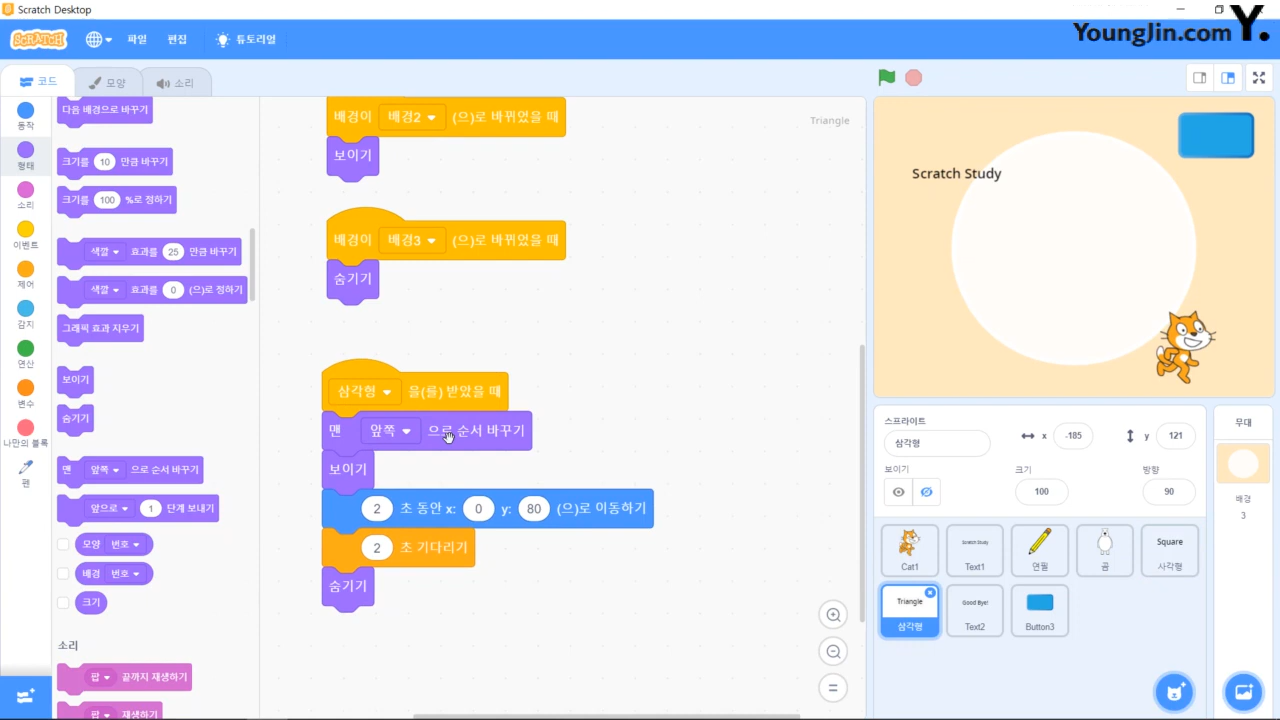 Scratch Desktop
SCRATCH
파일
편집
튜토리얼
YoungJin.com Y.
코드
모양
소리
동작
형태
소리
이벤트
제어
감지
연산
변수
나만의 블록
펜
다음 배경으로 바꾸기
크기를 10 만큼 바꾸기
크기를 100 %로 정하기
색깔 효과를 25 만큼 바꾸기
색깔 효과를 0 (으)로 정하기
그래픽 효과 지우기
보이기
숨기기
맨 앞쪽 으로 순서 바꾸기
앞으로 1 단계 보내기
모양 번호
배경 번호
크기
소리
팝 끝까지 재생하기
팝 재생하기
배경이 배경2 (으)로 바뀌었을 때
보이기
배경이 배경3 (으)로 바뀌었을 때
숨기기
삼각형 을(를) 받았을 때
맨 앞쪽 으로 순서 바꾸기
보이기
2 초 동안 x: 0 y: 80 (으)로 이동하기
2 초 기다리기
숨기기
Triangle
Scratch Study
스프라이트
삼각형
x -185
y 121
보이기
크기
100
방향
90
Cat1
Scratch Study
Text1
연필
곰
Square
사각형
Triangle
삼각형
Good Bye!
Text2
Button3
무대
배경
3